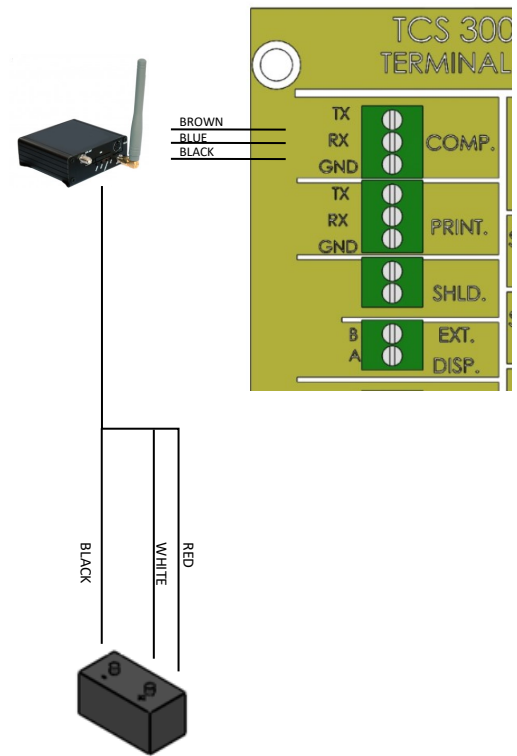 TCS 300
TERMINAL
BROWN
BLUE
BLACK
TX
RX
GND
COMP.
TX
RX
GND
PRINT.
SHLD.
B
A
EXT.
DISP.
BLACK
WHITE
RED